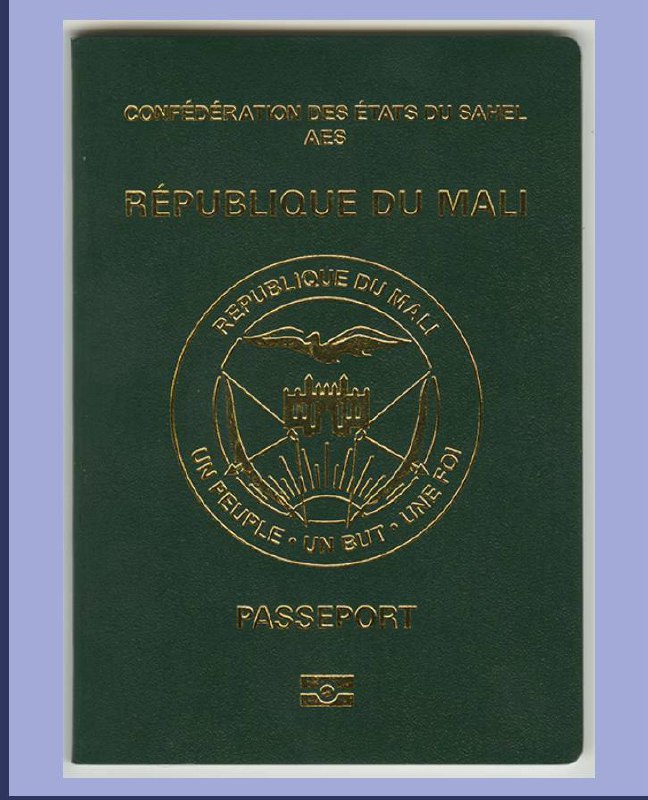 CONFÉDÉRATION DES ÉTATS DU SAHEL
AES
RÉPUBLIQUE DU MALI
REPUBLIQUE DU MALI
UN PEUPLE • UN BUT • UNE FOI
PASSEPORT